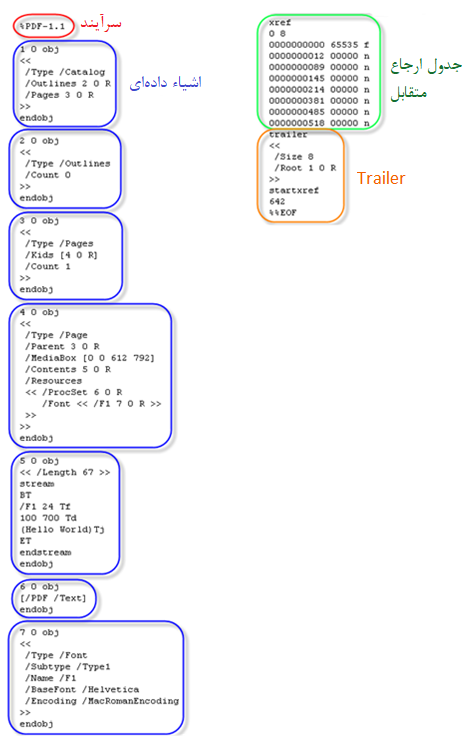 %PDF-1.1
سرآیند
1 0 obj
<<
/Type /Catalog
/Outlines 2 0 R
/Pages 3 0 R
>>
endobj
اشیاء داده‌ای
2 0 obj
<<
/Type /Outlines
/Count 0
>>
endobj
3 0 obj
<<
/Type /Pages
/Kids [4 0 R]
/Count 1
>>
endobj
4 0 obj
<<
/Type /Page
/Parent 3 0 R
/MediaBox [0 0 612 792]
/Contents 5 0 R
/Resources
<< /ProcSet 6 0 R
/Font << /F1 7 0 R >>
>>
>>
endobj
5 0 obj
<< /Length 67 >>
stream
BT
/F1 24 Tf
100 700 Td
(Hello World)Tj
ET
endstream
endobj
6 0 obj
[/PDF /Text]
endobj
7 0 obj
<<
/Type /Font
/Subtype /Type1
/Name /F1
/BaseFont /Helvetica
/Encoding /MacRomanEncoding
>>
endobj
xref
0 8
0000000000 65535 f
0000000012 00000 n
0000000089 00000 n
0000000145 00000 n
0000000214 00000 n
0000000381 00000 n
0000000485 00000 n
0000000518 00000 n
جدول ارجاع
متقابل
trailer
<<
/Size 8
/Root 1 0 R
>>
startxref
642
%%EOF
Trailer